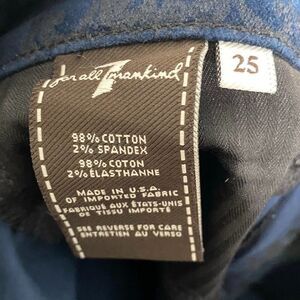 for all 7 mankind
25
98% COTTON
2% SPANDEX
98% COTON
2% ÉLASTHANNE
MADE IN U.S.A.
OF IMPORTED FABRIC
FABRIQUÉ AUX ÉTATS-UNIS
DE TISSU IMPORTÉ
SEE REVERSE FOR CARE
ENTRETIEN AU VERSO